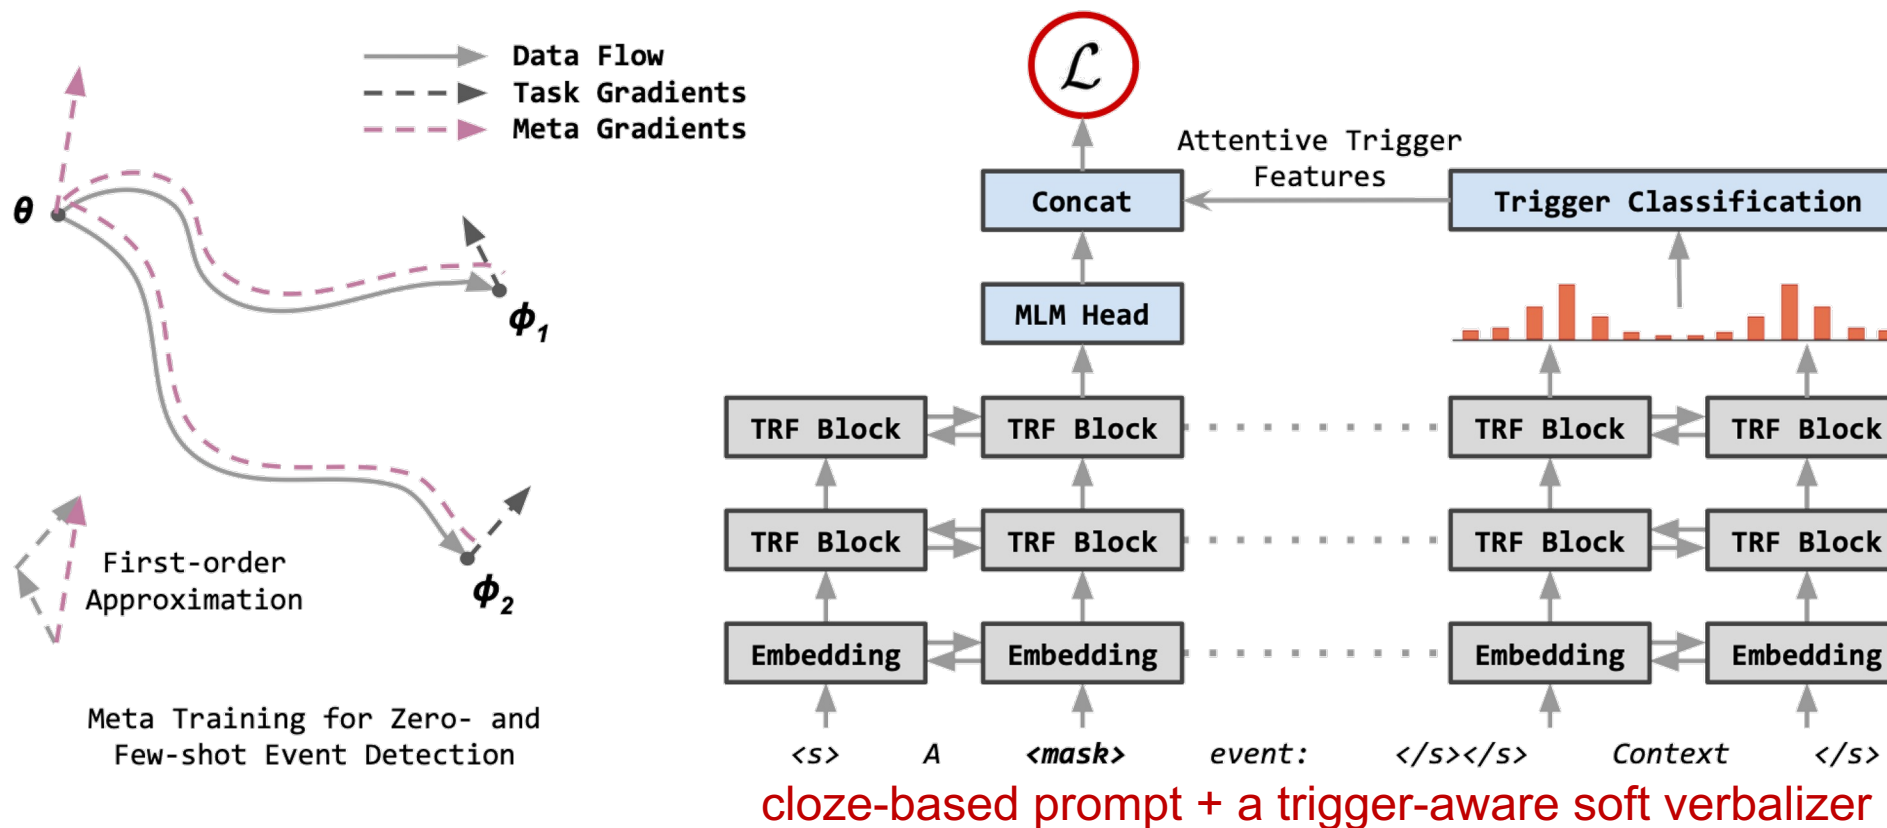 Data Flow
Task Gradients
Meta Gradients
θ
ϕ1
ϕ2
First-order
Approximation
Meta Training for Zero- and
Few-shot Event Detection
ℒ
Attentive Trigger
Features
Concat
Trigger Classification
MLM Head
TRF Block TRF Block TRF Block TRF Block
TRF Block TRF Block TRF Block TRF Block
Embedding Embedding Embedding Embedding
<s> A <mask> event: </s></s> Context </s>
cloze-based prompt + a trigger-aware soft verbalizer